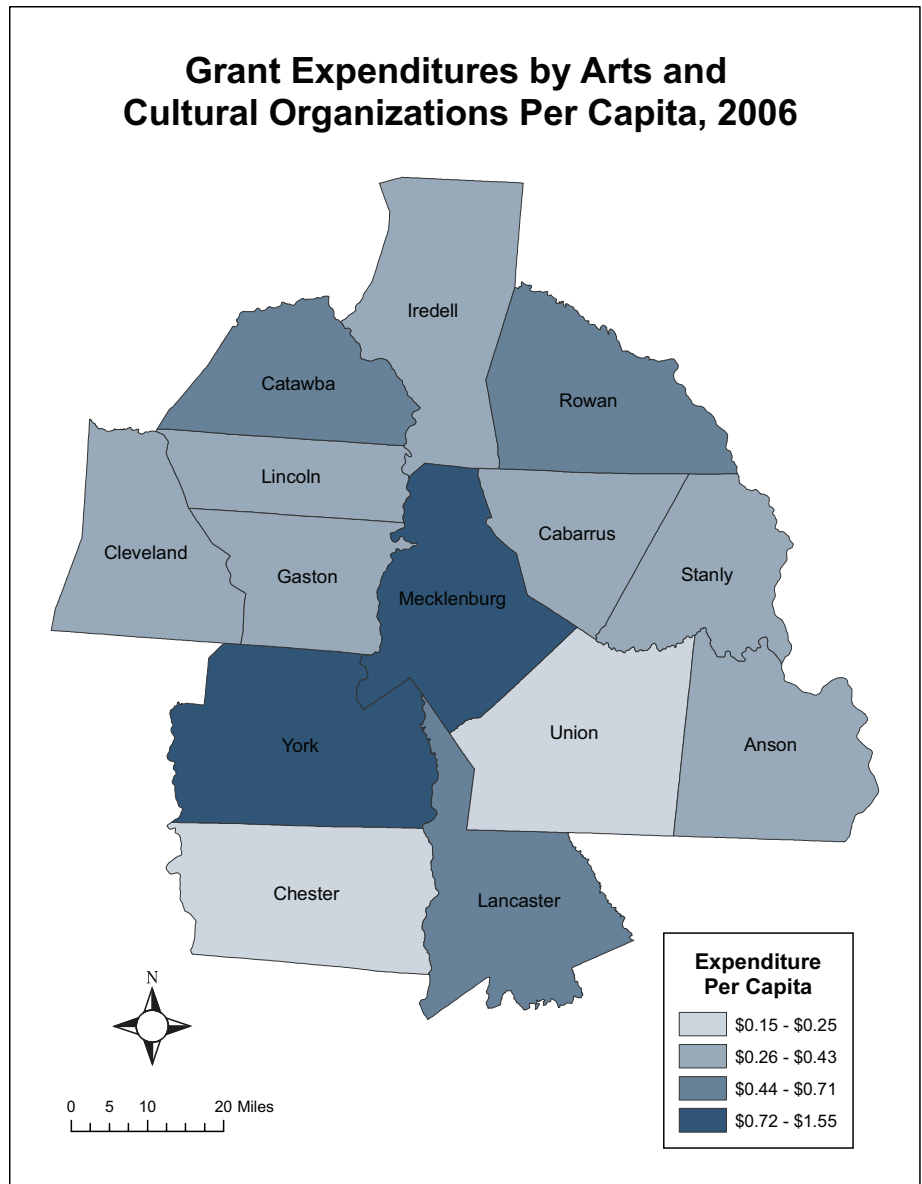 Grant Expenditures by Arts and
Cultural Organizations Per Capita, 2006
Iredell
Catawba
Rowan
Lincoln
Cabarrus
Cleveland
Gaston
Stanly
Mecklenburg
Union
Anson
York
Chester
Lancaster
Expenditure
Per Capita
$0.15 - $0.25
$0.26 - $0.43
$0.44 - $0.71
$0.72 - $1.55
N
0 5 10 20 Miles